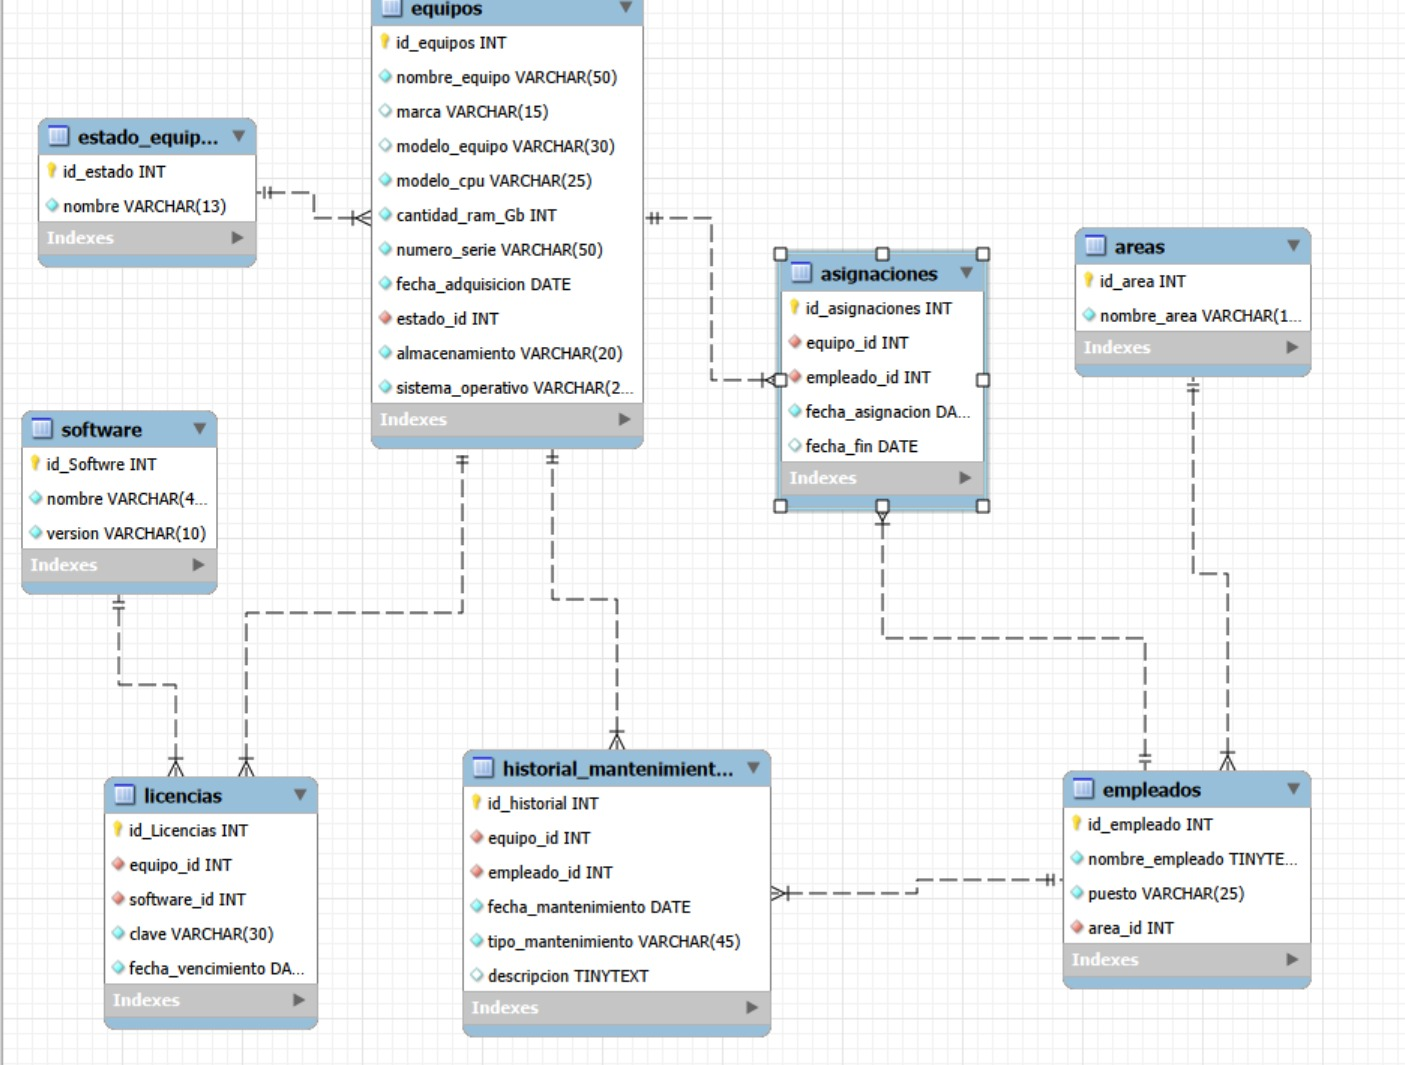 equipos
id_equipos INT
nombre_equipo VARCHAR(50)
marca VARCHAR(15)
modelo_equipo VARCHAR(30)
modelo_cpu VARCHAR(25)
cantidad_ram_Gb INT
numero_serie VARCHAR(50)
fecha_adquisicion DATE
estado_id INT
almacenamiento VARCHAR(20)
sistema_operativo VARCHAR(2...
Indexes
estado_equip...
id_estado INT
nombre VARCHAR(13)
Indexes
asignaciones
id_asignaciones INT
equipo_id INT
empleado_id INT
fecha_asignacion DA...
fecha_fin DATE
Indexes
areas
id_area INT
nombre_area VARCHAR(1...
Indexes
software
id_Softwre INT
nombre VARCHAR(4...
version VARCHAR(10)
Indexes
licencias
id_Licencias INT
equipo_id INT
software_id INT
clave VARCHAR(30)
fecha_vencimiento DA...
Indexes
historial_mantenimient...
id_historial INT
equipo_id INT
empleado_id INT
fecha_mantenimiento DATE
tipo_mantenimiento VARCHAR(45)
descripcion TINYTEXT
Indexes
empleados
id_empleado INT
nombre_empleado TINYTE...
puesto VARCHAR(25)
area_id INT
Indexes